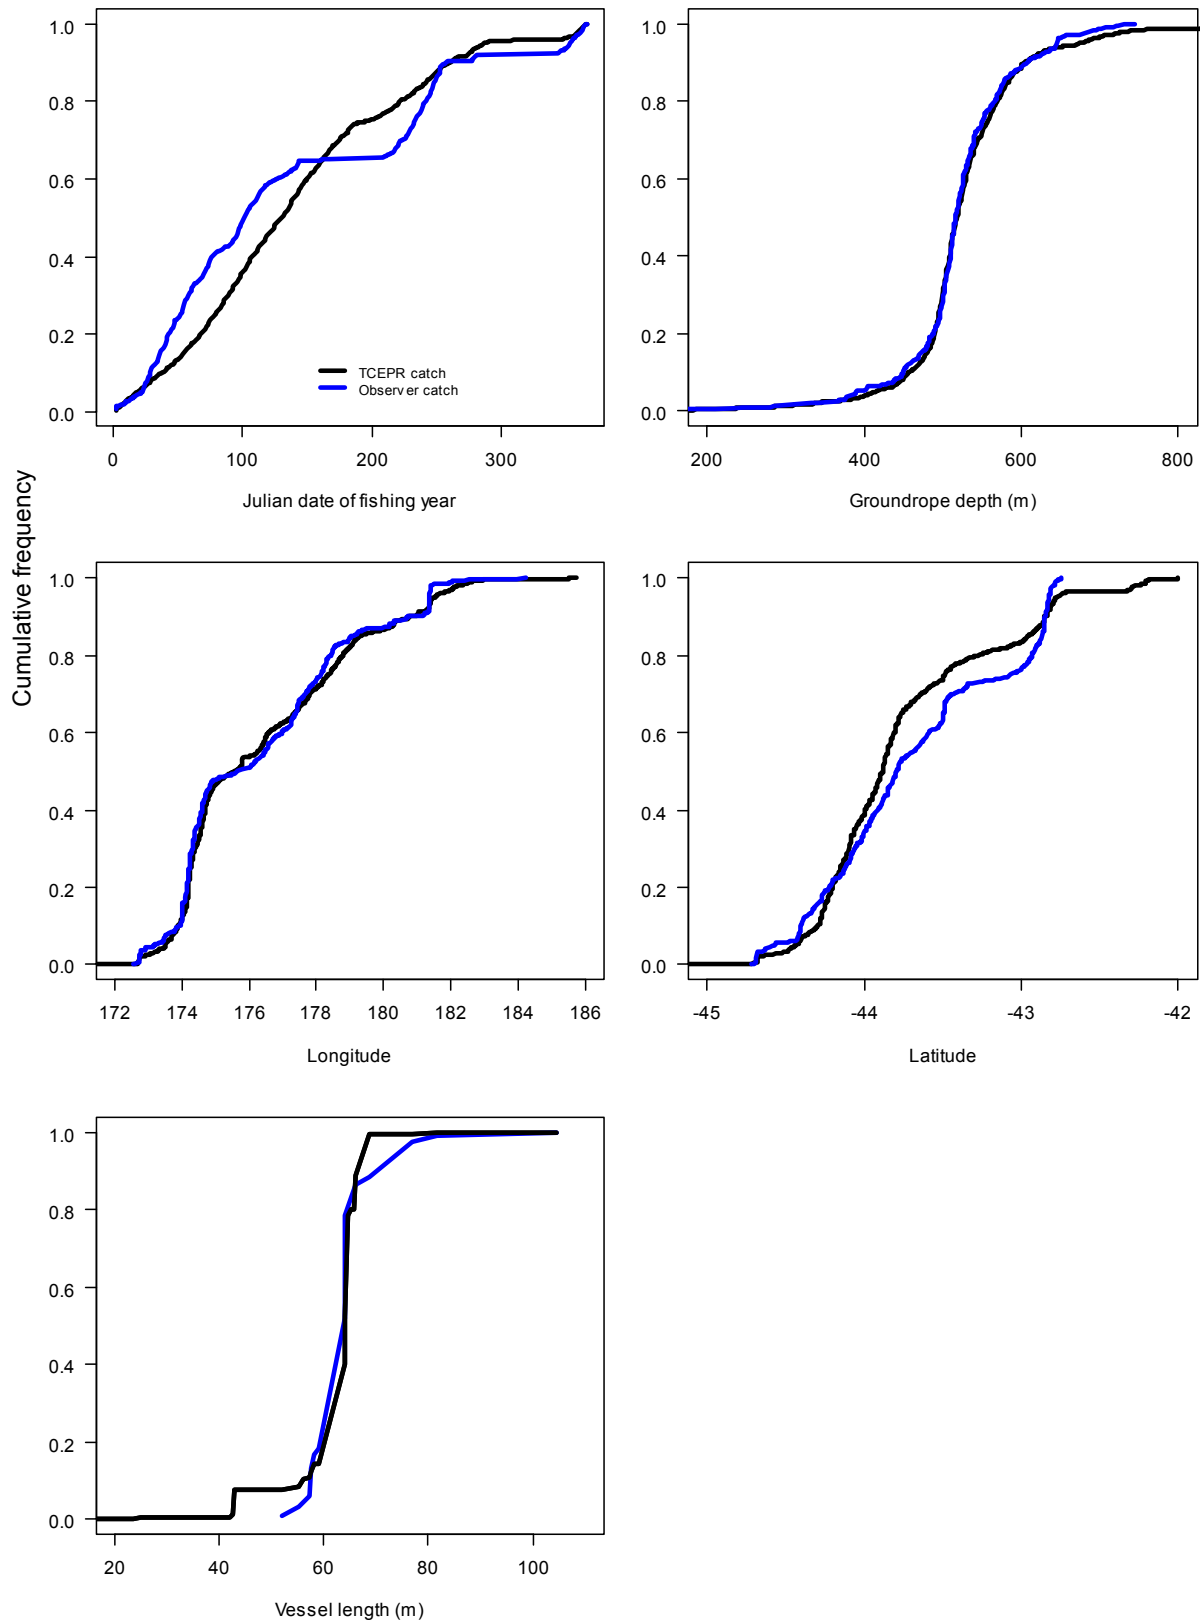 1.0
0.8
0.6
0.4
0.2
0.0
TCEPR catch
Observer catch
0 100 200 300
Julian date of fishing year
1.0
0.8
0.6
0.4
0.2
0.0
200 400 600 800
Groundrope depth (m)
Cumulative frequency
1.0
0.8
0.6
0.4
0.2
0.0
172 174 176 178 180 182 184 186
Longitude
1.0
0.8
0.6
0.4
0.2
0.0
-45 -44 -43 -42
Latitude
1.0
0.8
0.6
0.4
0.2
0.0
20 40 60 80 100
Vessel length (m)